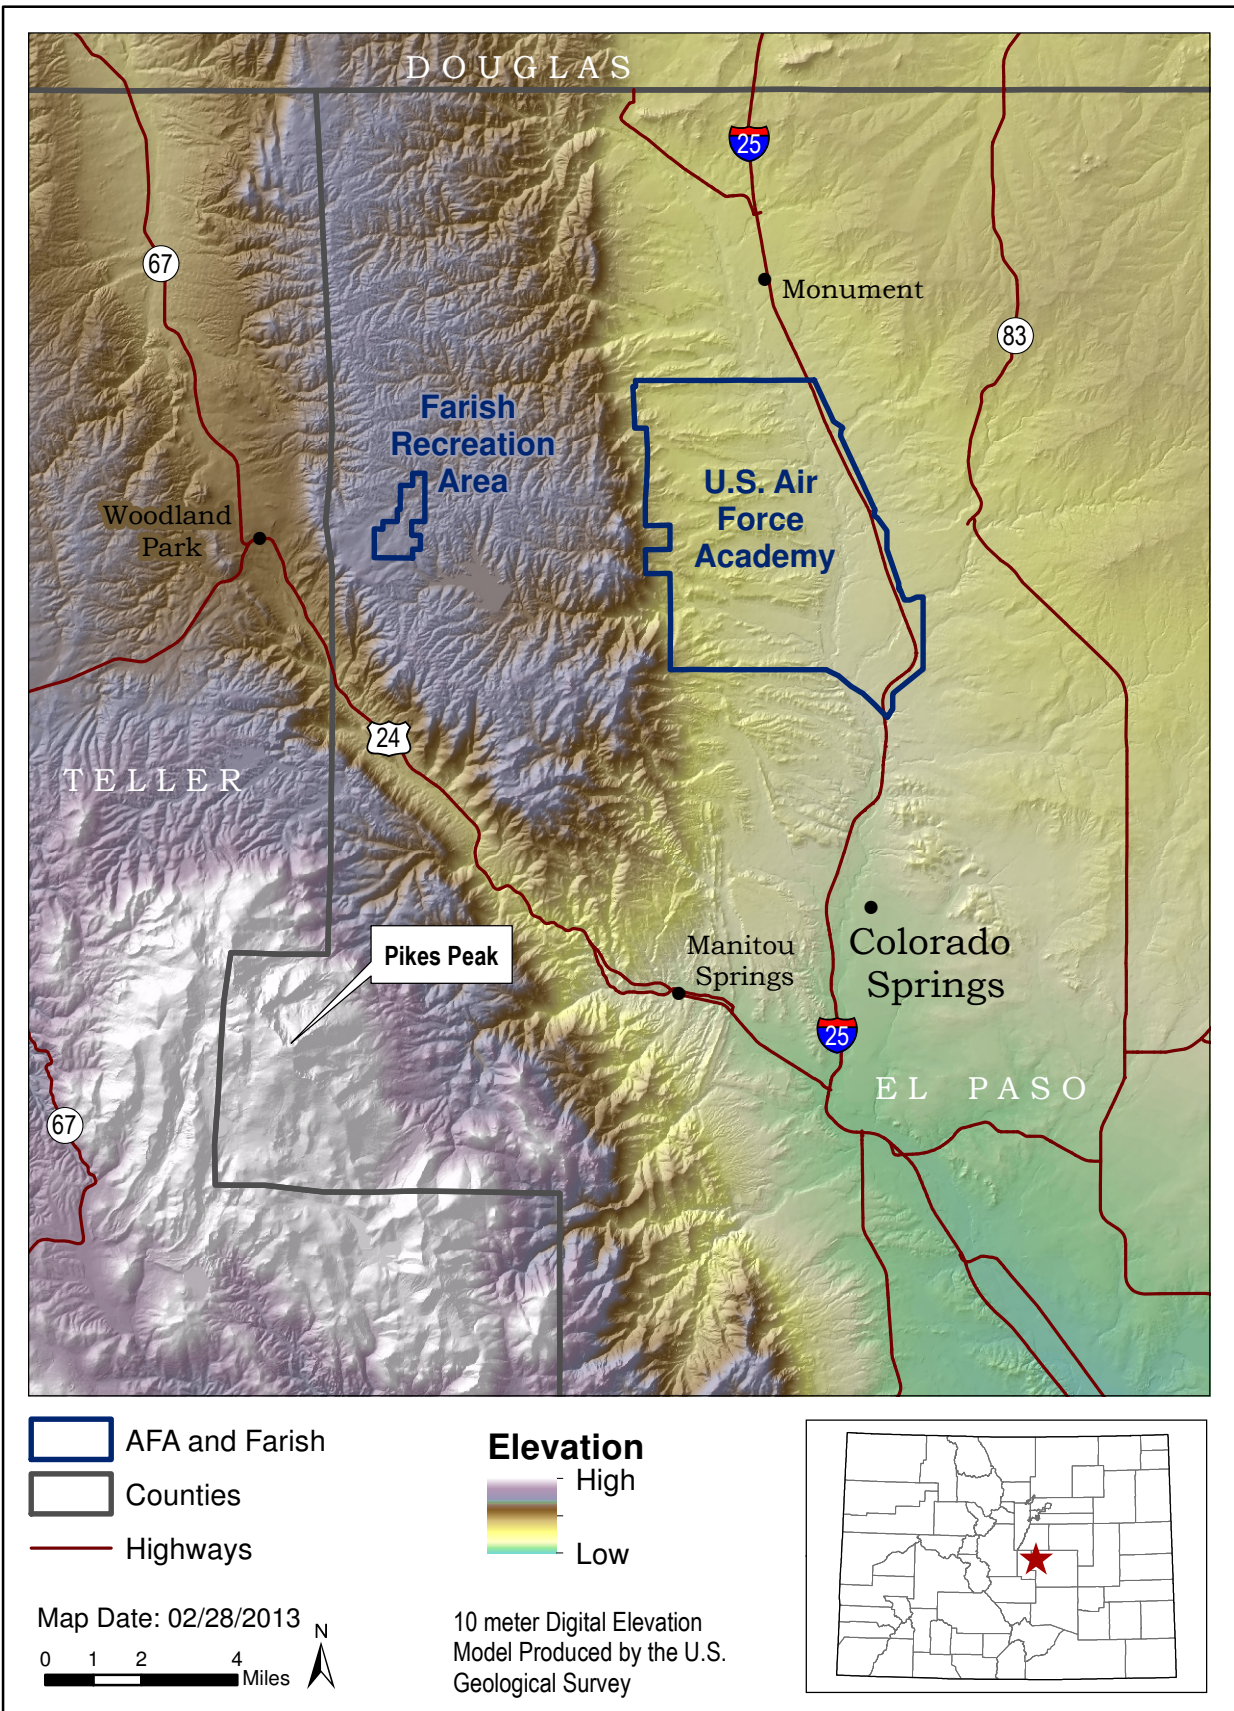 DOUGLAS
25
67
Monument
83
Farish
Recreation
Area
U.S. Air
Force
Academy
Woodland
Park
24
TELLER
Pikes Peak
Manitou
Springs
Colorado
Springs
25
EL PASO
67
AFA and Farish
Counties
Highways
Elevation
High
Low
Map Date: 02/28/2013
N
0 1 2 4
Miles
10 meter Digital Elevation
Model Produced by the U.S.
Geological Survey